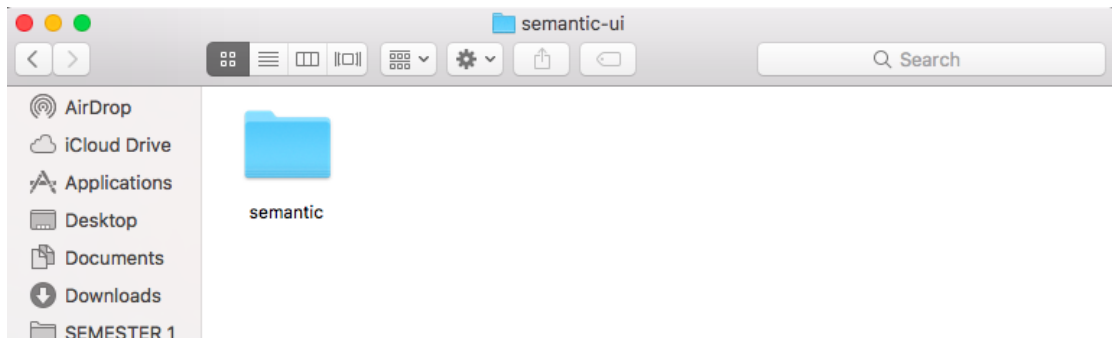 semantic-ui
Search
AirDrop
iCloud Drive
Applications
Desktop
Documents
Downloads
SEMESTER 1
semantic